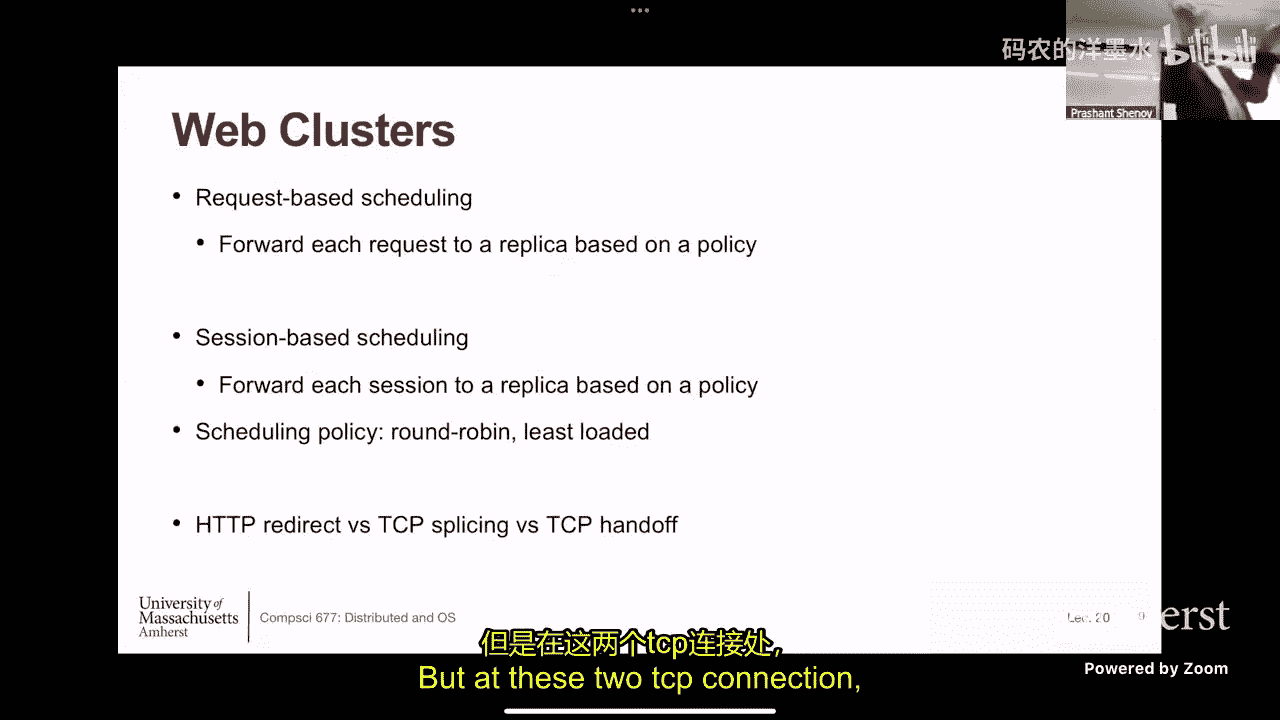 码农的洋墨水 bilibili
Prashant Shenoy
Web Clusters
• Request-based scheduling
• Forward each request to a replica based on a policy
• Session-based scheduling
• Forward each session to a replica based on a policy
• Scheduling policy: round-robin, least loaded
• HTTP redirect vs TCP splicing vs TCP handoff
University of
Massachusetts
Amherst
Compsci 677: Distributed and OS
Lec. 20
9
erst
但是在这两个tcp连接处，
But at these two tcp connection,
Powered by Zoom